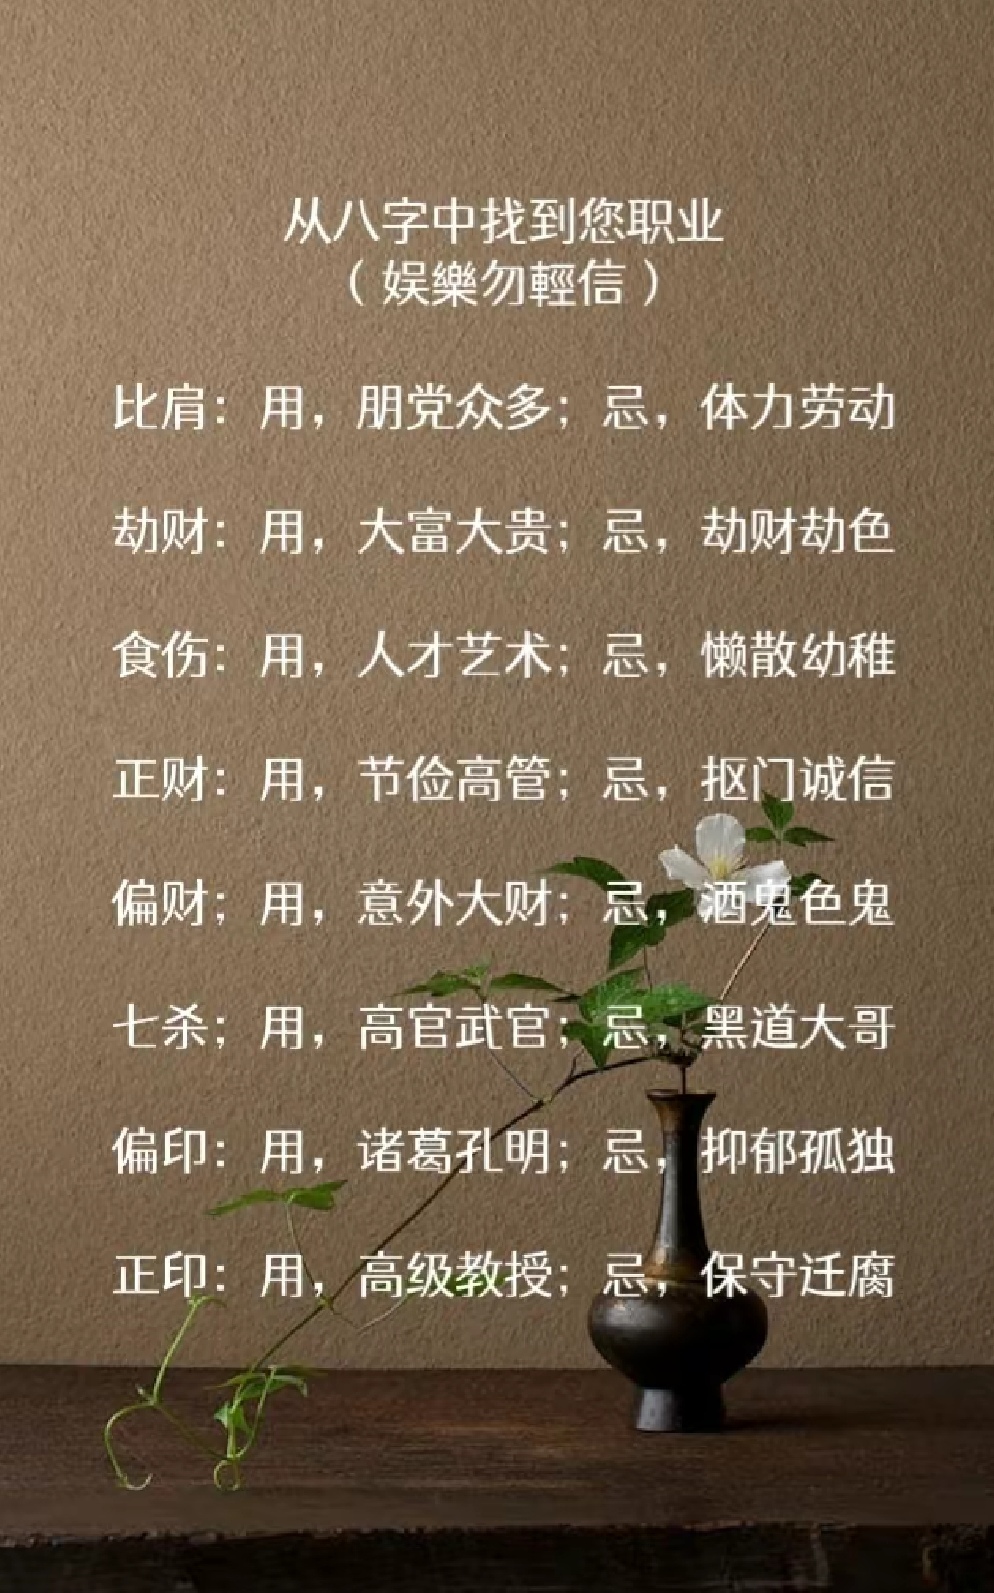 从八字中找到您职业
（娱樂勿輕信）
比肩：用，朋党众多；忌，体力劳动
劫财：用，大富大贵；忌，劫财劫色
食伤：用，人才艺术；忌，懒散幼稚
正财：用，节俭高管；忌，抠门诚信
偏财；用，意外大财；忌，酒鬼色鬼
七杀；用，高官武官；忌，黑道大哥
偏印：用，诸葛孔明；忌，抑郁孤独
正印：用，高级教授；忌，保守迁腐